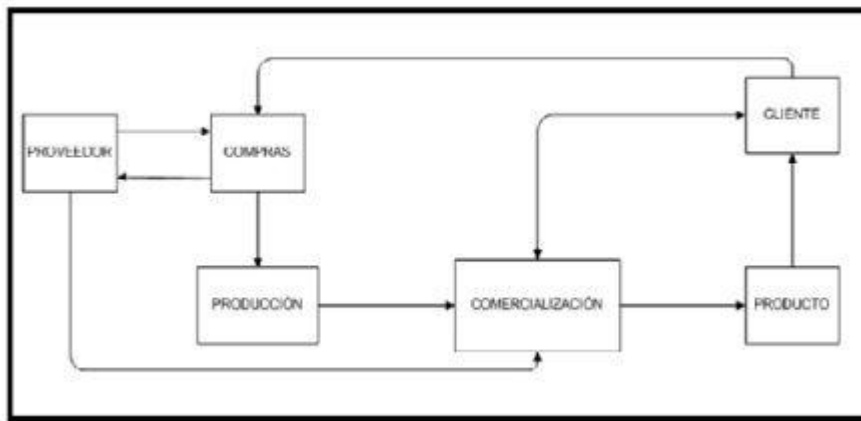 CLIENTE
PROVEEDOR
COMPRAS
PRODUCCIÓN
COMERCIALIZACIÓN
PRODUCTO